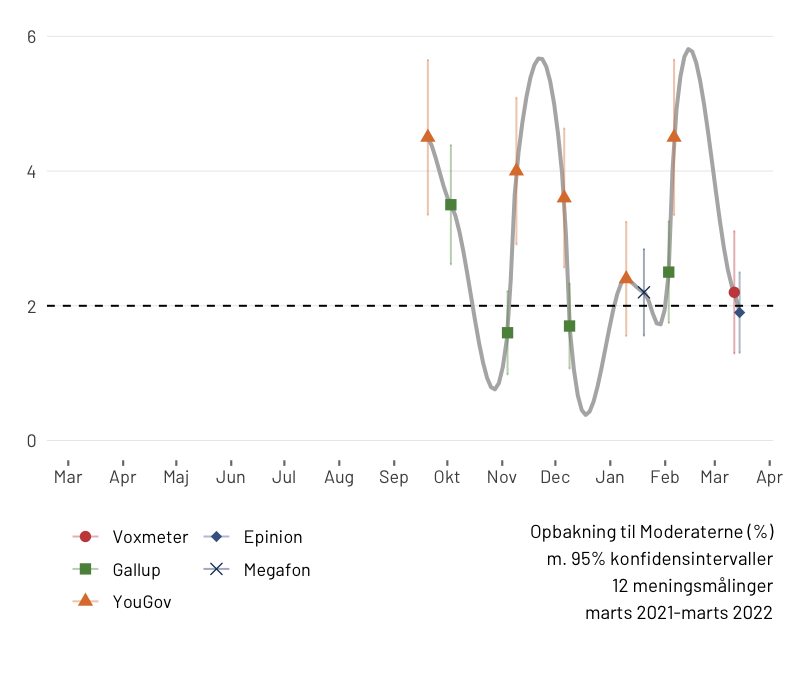 6
4
2
0
Mar Apr Maj Jun Jul Aug Sep Okt Nov Dec Jan Feb Mar Apr
Voxmeter Epinion
Gallup Megafon
YouGov
Opbakning til Moderaterne (%)
m. 95% konfidensintervaller
12 meningsmålinger
marts 2021-marts 2022